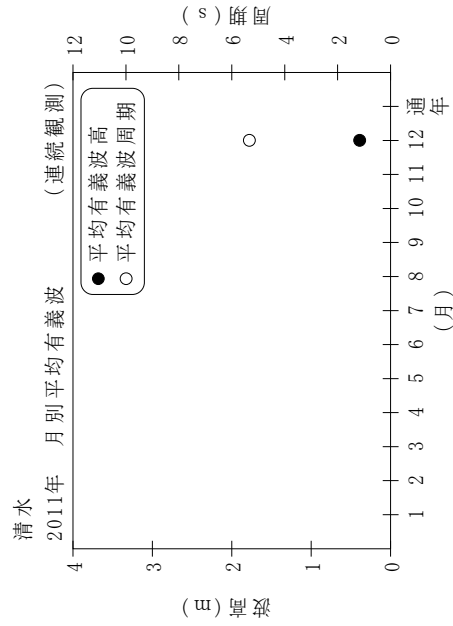 清水
2011年 月別平均有義波 (連続観測)
平均有義波高
平均有義波周期
波高(m)
4
3
2
1
0
周期(s)
12
10
8
6
4
2
0
1 2 3 4 5 6 7 8 9 10 11 12 通年
(月)